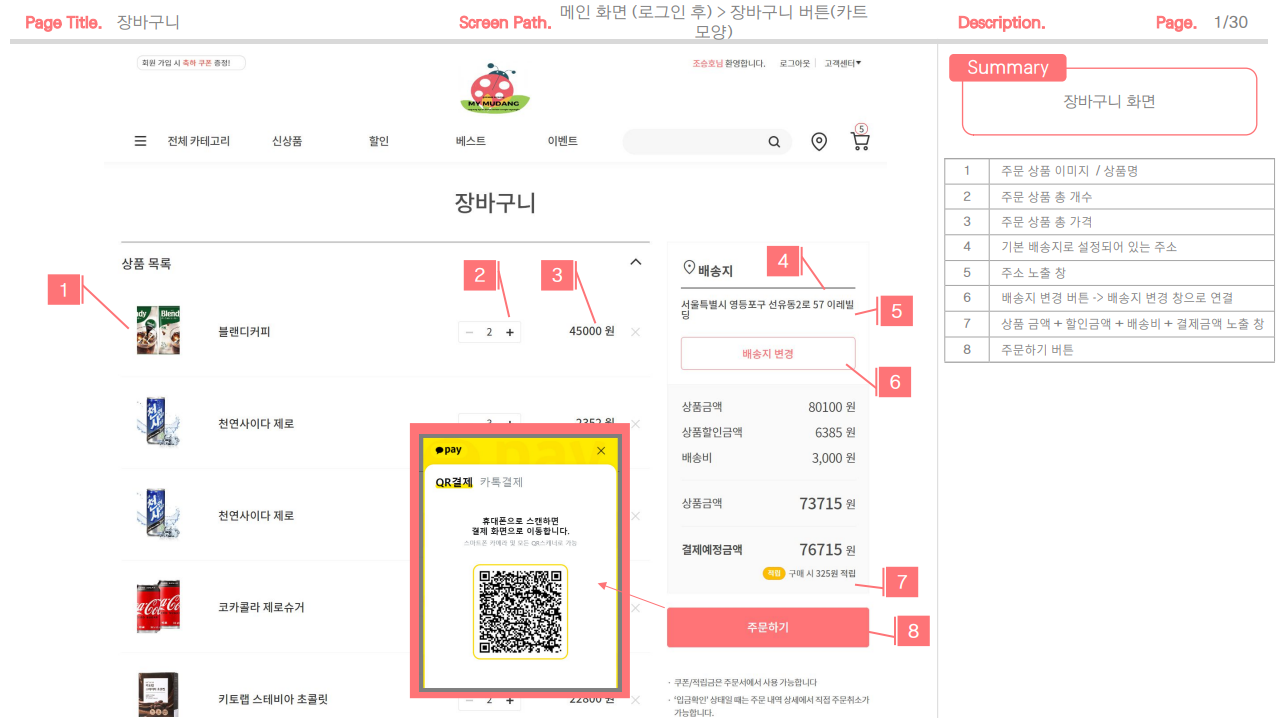 Page Title. 장바구니
Screen Path. 메인 화면 (로그인 후) > 장바구니 버튼(카트
모양)
Description.
Page. 1/30
회원 가입 시 축하 쿠폰 증정!
조승호님 환영합니다. 로그아웃 고객센터▼
MY MUDANG
전체 카테고리 신상품 할인 베스트 이벤트
5
장바구니
상품 목록
1
2
3
블랜디커피
2
45000 원
천연사이다 제로
2352 원
천연사이다 제로
코카콜라 제로슈거
키토랩 스테비아 초콜릿
2
22800 원
pay
QR결제 카톡결제
휴대폰으로 스캔하면
결제 화면으로 이동합니다.
스마트폰 카메라 및 모든 QR스캐너로 가능
배송지
4
서울특별시 영등포구 선유동2로 57 이레빌
딩
5
배송지 변경
6
상품금액 80100 원
상품할인금액 6385 원
배송비 3,000 원
상품금액 73715 원
결제예정금액 76715 원
적립 구매 시 325원 적립
7
주문하기
8
· 쿠폰/적립금은 주문서에서 사용 가능합니다
· '입금확인' 상태일 때는 주문 내역 상세에서 직접 주문취소가
가능합니다.
Summary
장바구니 화면
1 주문 상품 이미지 / 상품명
2 주문 상품 총 개수
3 주문 상품 총 가격
4 기본 배송지로 설정되어 있는 주소
5 주소 노출 창
6 배송지 변경 버튼 -> 배송지 변경 창으로 연결
7 상품 금액 + 할인금액 + 배송비 + 결제금액 노출 창
8 주문하기 버튼